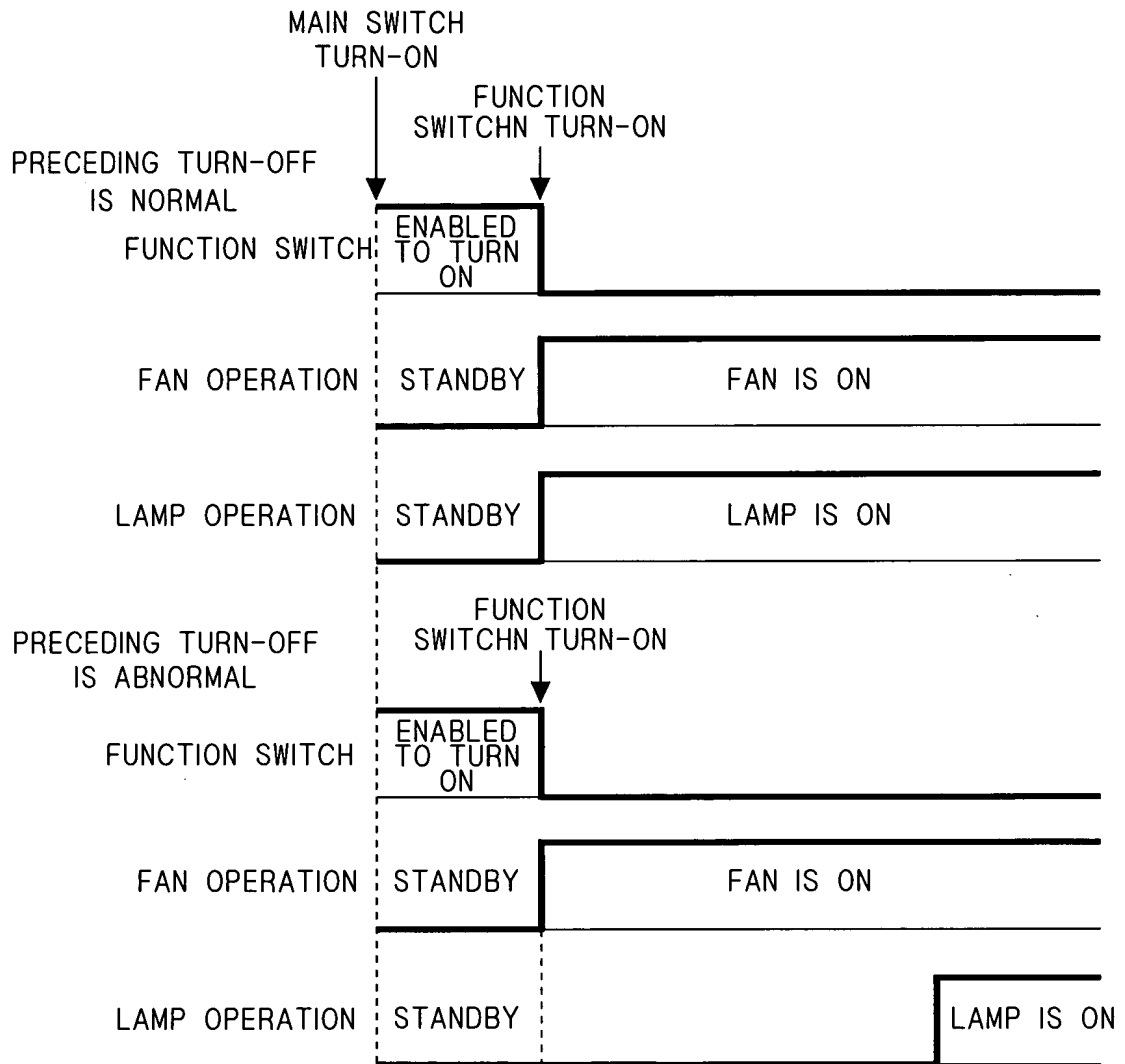 MAIN SWITCH
TURN-ON
FUNCTION
SWITCHN TURN-ON
PRECEDING TURN-OFF
IS NORMAL
FUNCTION SWITCH
ENABLED
TO TURN
ON
FAN OPERATION
STANDBY
FAN IS ON
LAMP OPERATION
STANDBY
LAMP IS ON
FUNCTION
SWITCHN TURN-ON
PRECEDING TURN-OFF
IS ABNORMAL
FUNCTION SWITCH
ENABLED
TO TURN
ON
FAN OPERATION
STANDBY
FAN IS ON
LAMP OPERATION
STANDBY
LAMP IS ON